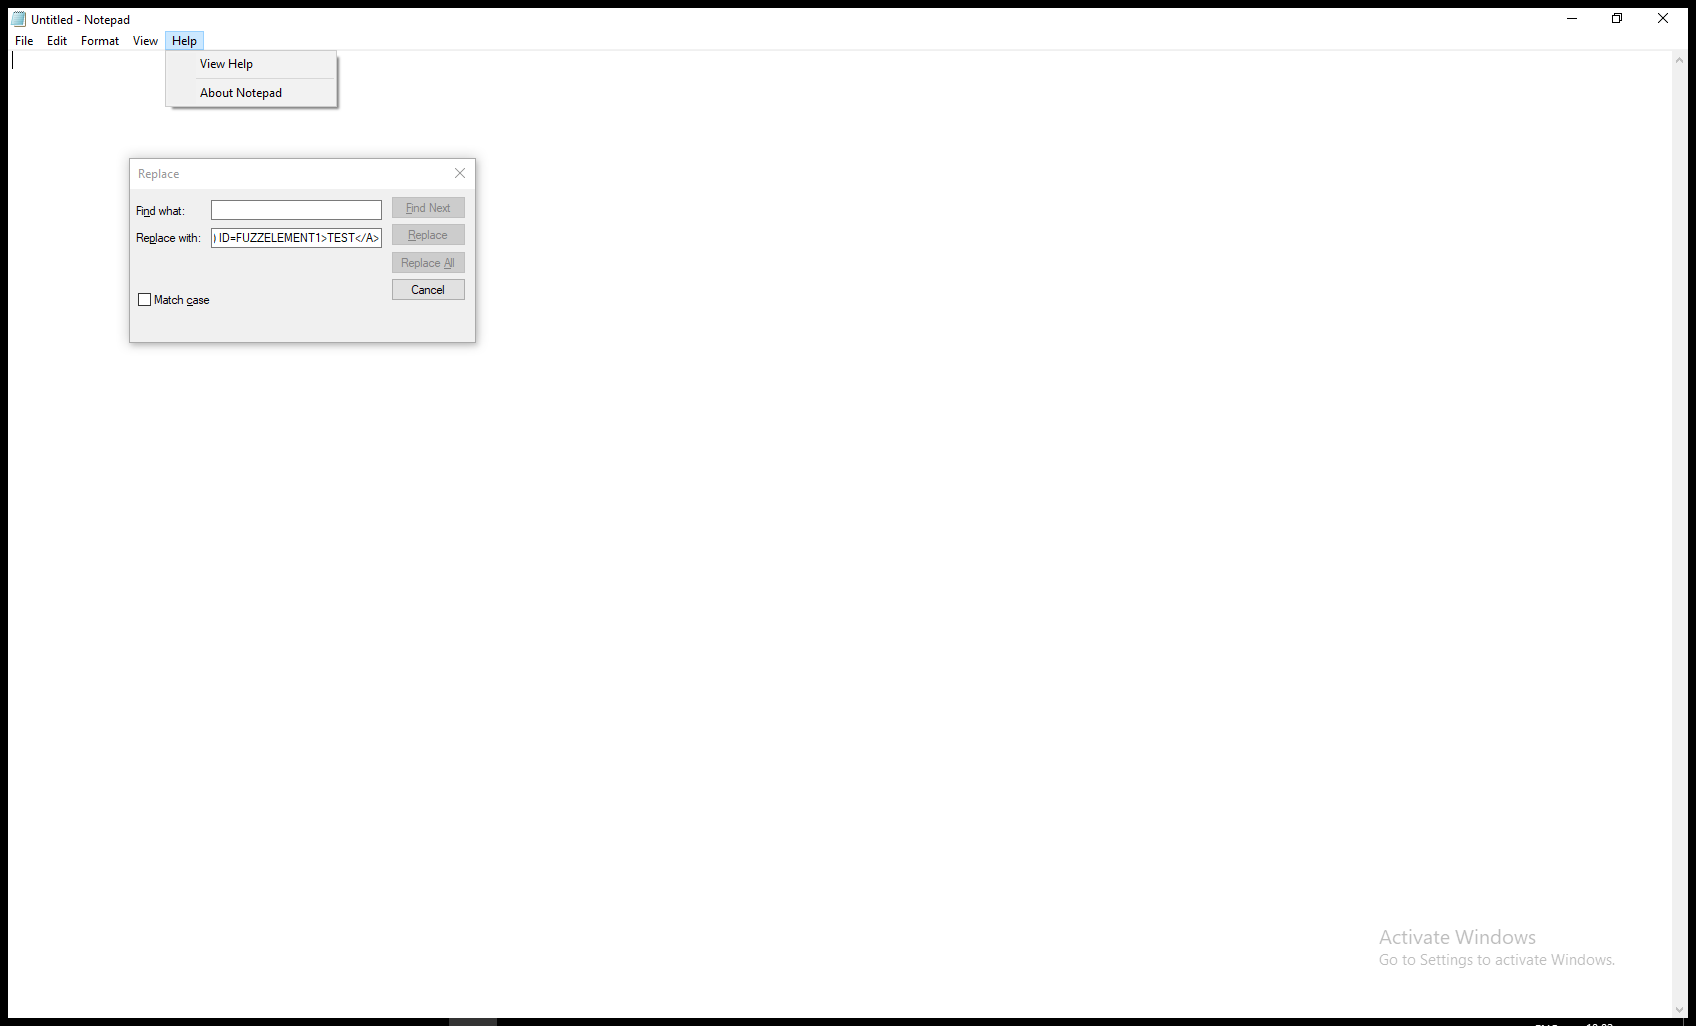 Untitled - Notepad
File Edit Format View Help
View Help
About Notepad
Replace
Find what:
Find Next
Replace with: ) ID=FUZZELEMENT1>TEST</A>
Replace
Replace All
Cancel
Match case
Activate Windows
Go to Settings to activate Windows.